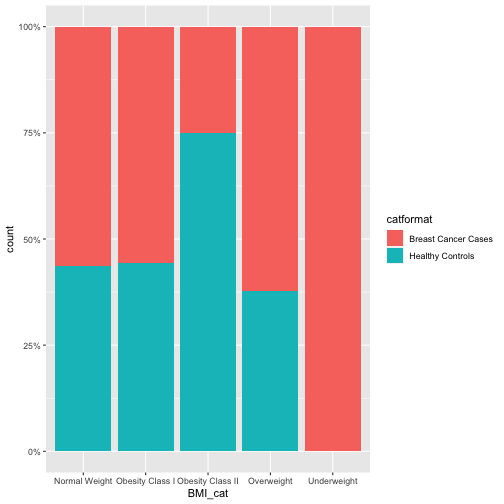 100%
75%
50%
25%
0%
count
Normal Weight Obesity Class I Obesity Class II Overweight Underweight
BMI_cat
catformat
Breast Cancer Cases
Healthy Controls